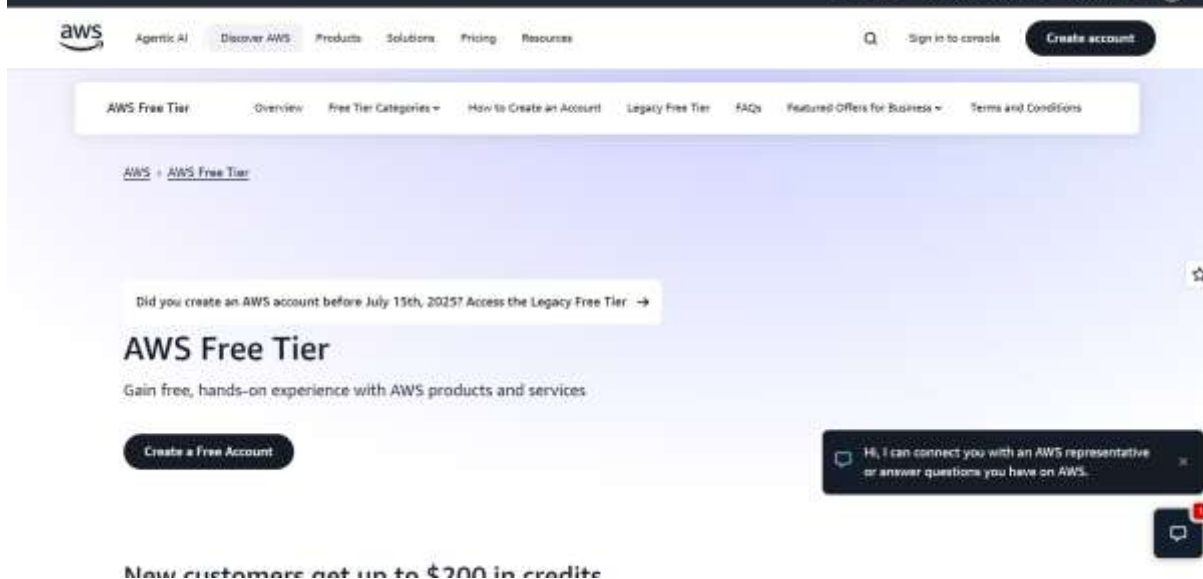 aws
Agentic AI Discover AWS Products Solutions Pricing Resources Sign in to console Create account
AWS Free Tier Overview Free Tier Categories How to Create an Account Legacy Free Tier FAQs Featured Offers for Business Terms and Conditions
AWS › AWS Free Tier
Did you create an AWS account before July 15th, 2025? Access the Legacy Free Tier →
AWS Free Tier
Gain free, hands-on experience with AWS products and services
Create a Free Account
Hi, I can connect you with an AWS representative
or answer questions you have on AWS.
New customers get up to $200 in credits